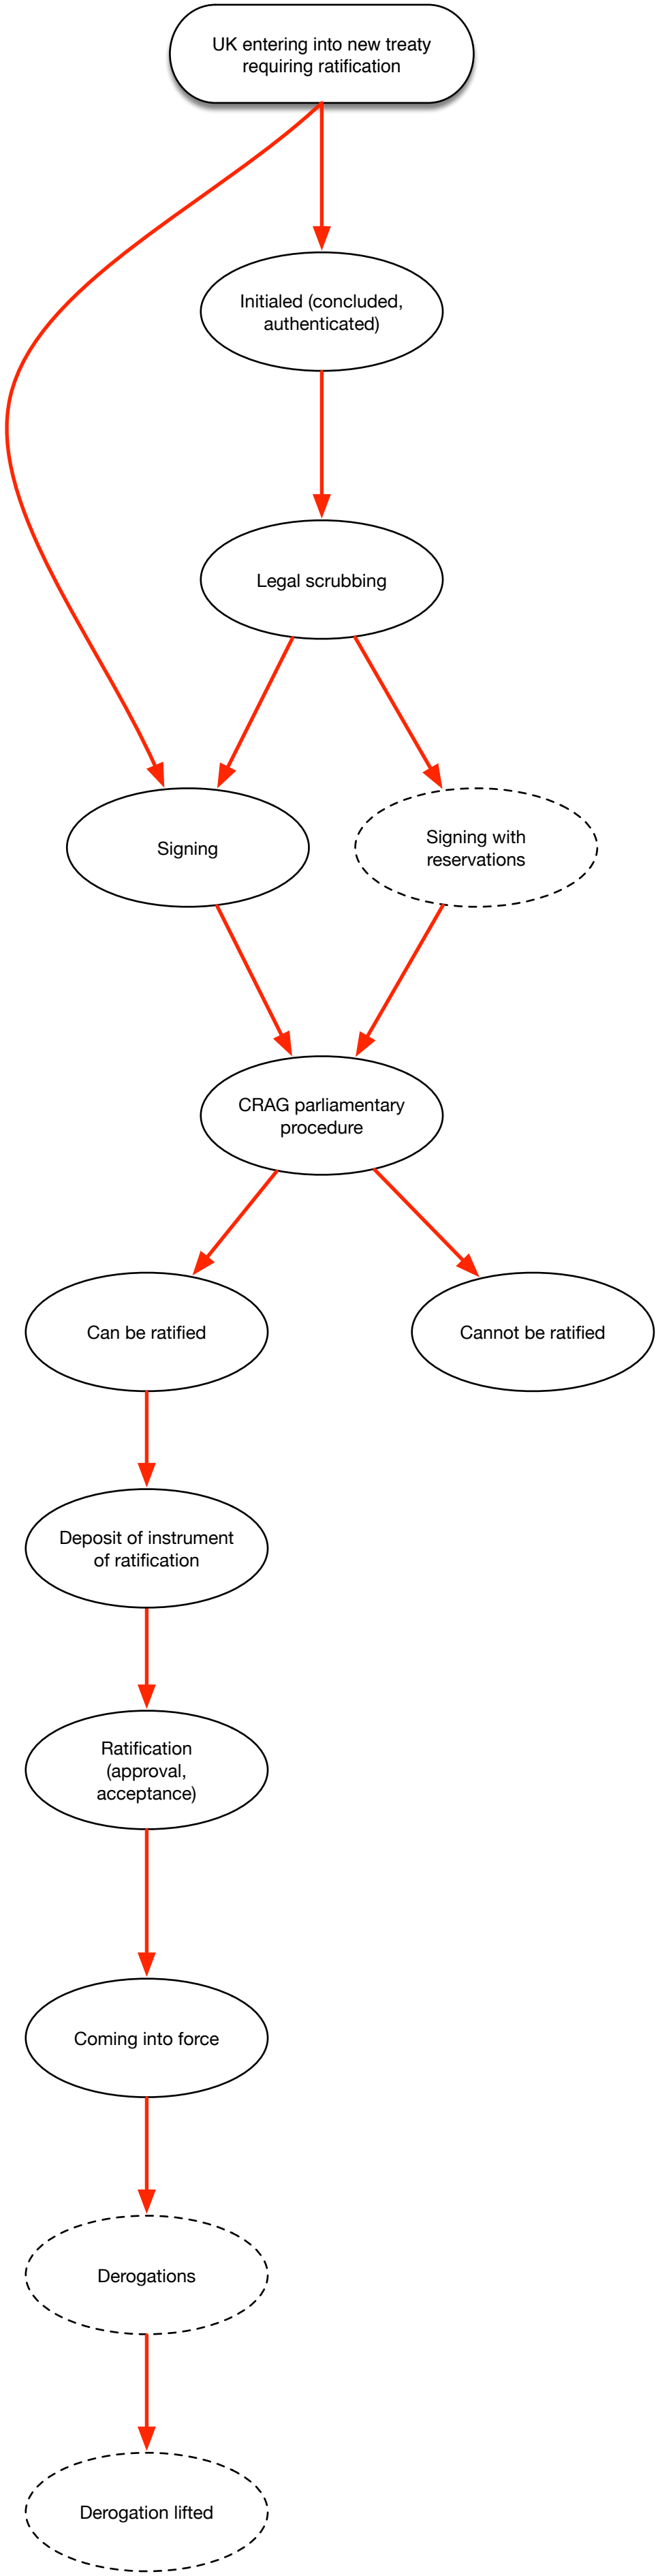 UK entering into new treaty
requiring ratification
Initialed (concluded,
authenticated)
Legal scrubbing
Signing
Signing with
reservations
CRAG parliamentary
procedure
Can be ratified
Cannot be ratified
Deposit of instrument
of ratification
Ratification
(approval,
acceptance)
Coming into force
Derogations
Derogation lifted